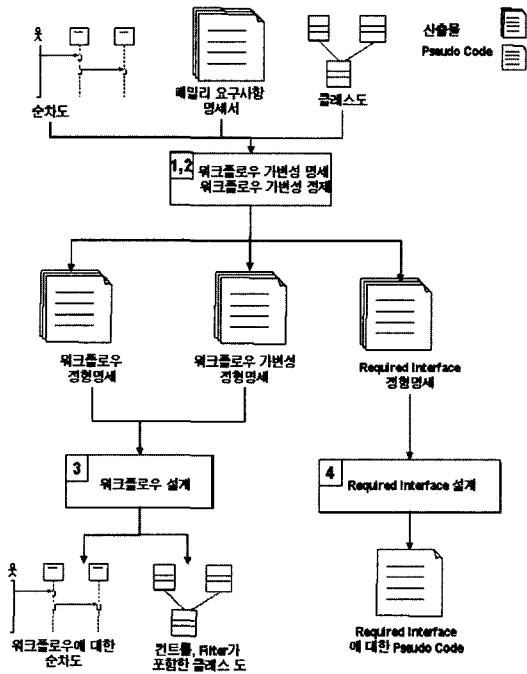 산출물
Pseudo Code
순차도
패밀리 요구사항
명세서
클래스도
1,2
워크플로우 가변성 명세
워크플로우 가변성 정제
워크플로우
정형명세
워크플로우 가변성
정형명세
Required Interface
정형명세
3
워크플로우 설계
4
Required Interface 설계
워크플로우에 대한
순차도
컨트롤, Filter가
포함한 클래스 도
Required Interface
에 대한 Pseudo Code